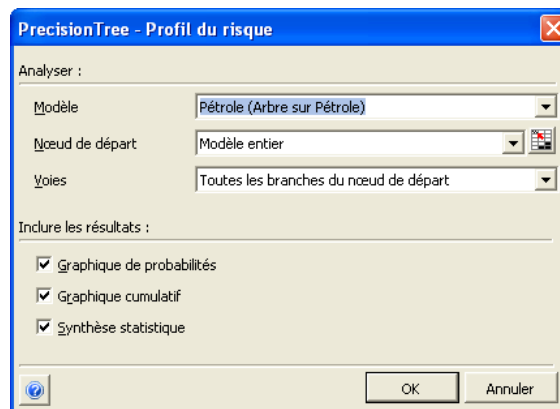 PrecisionTree - Profil du risque
Analyser :
Modèle Pétrole (Arbre sur Pétrole)
Nœud de départ Modèle entier
Voies Toutes les branches du nœud de départ
Inclure les résultats :
Graphique de probabilités
Graphique cumulatif
Synthèse statistique
? OK Annuler